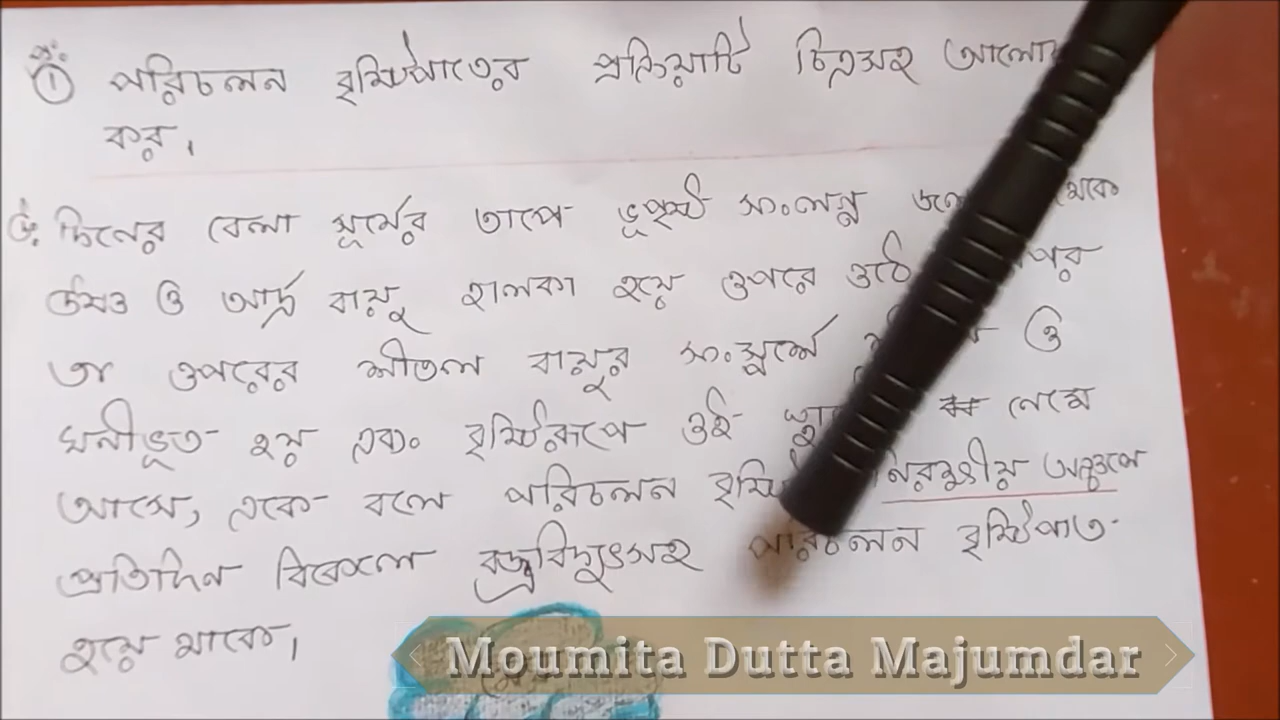 প্রঃ
① পরিচলন বৃষ্টিপাতের প্রক্রিয়াটি চিত্রসহ আলো
কর।
উঃ দিনের বেলা সূর্যের তাপে ভূপৃষ্ঠ সংলগ্ন থেকে
উষ্ণ ও আর্দ্র বায়ু হালকা হয়ে ওপরে ওঠে পর
তা ওপরের শীতল বায়ুর সংস্পর্শে ও
ঘনীভূত হয় এবং বৃষ্টিরূপে ওই নেমে
আসে, একে বলে পরিচলন নিরক্ষীয় অঞ্চলে
প্রতিদিন বিকেলে বজ্রবিদ্যুৎসহ পরিচলন বৃষ্টিপাত
হয়ে থাকে।
Moumita Dutta Majumdar